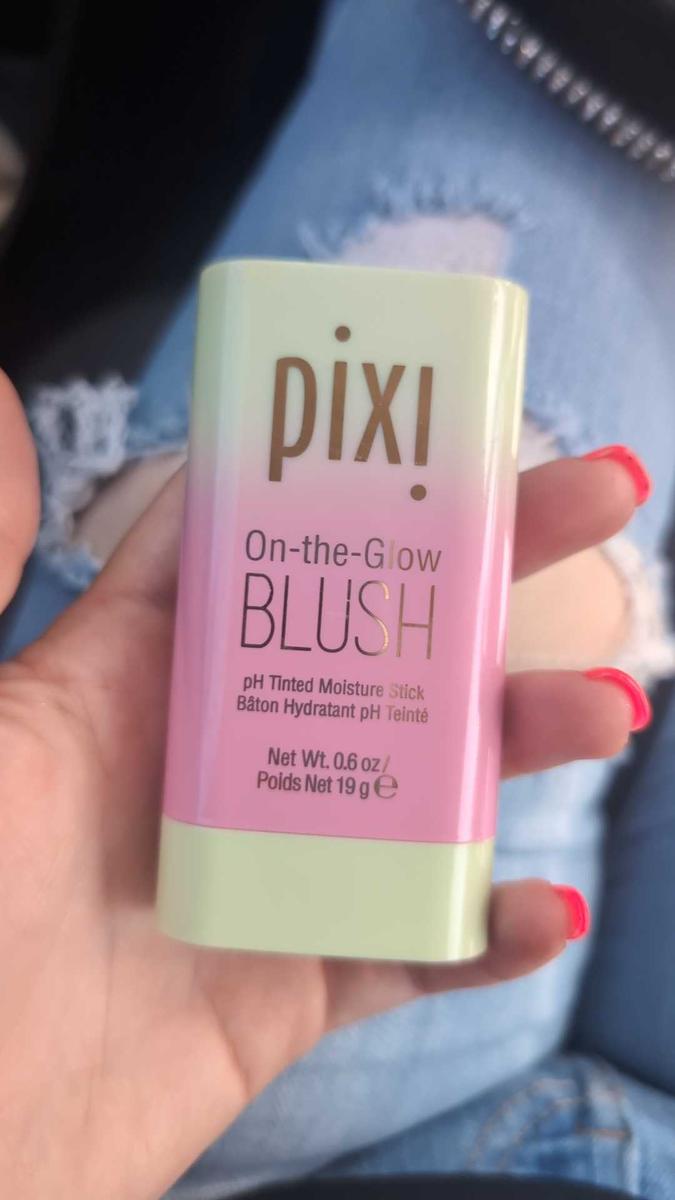 pixi
On-the-Glow
BLUSH
pH Tinted Moisture Stick
Bâton Hydratant pH Teinté
Net Wt. 0.6 oz/
Poids Net 19 g ℮